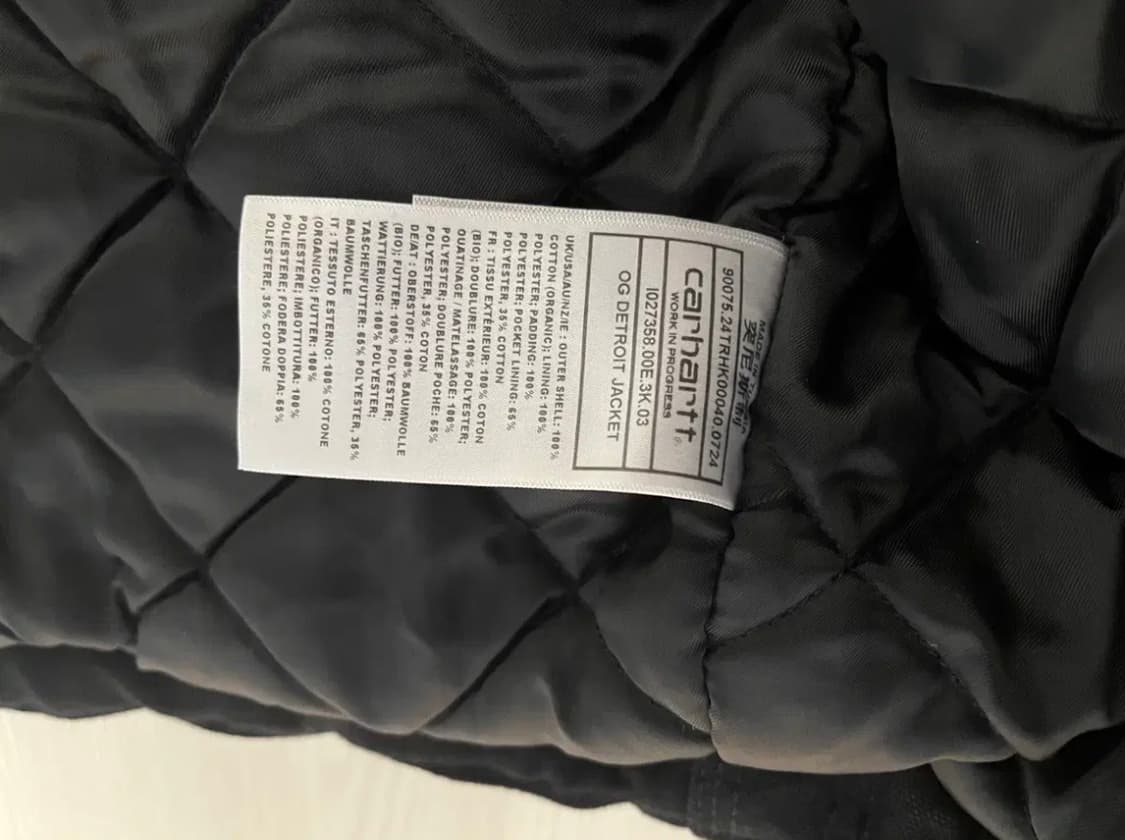 90075.24TRHK00040.0724
carhartt
WORK IN PROGRESS
I027358.00E.3K.03
OG DETROIT JACKET
UK/USA/AU/NZ/IE : OUTER SHELL: 100%
COTTON (ORGANIC); LINING: 100%
POLYESTER; PADDING: 100%
POLYESTER; POCKET LINING: 65%
POLYESTER, 35% COTTON
FR : TISSU EXTÉRIEUR: 100% COTON
(BIO); DOUBLURE: 100% POLYESTER;
OUATINAGE / MATELASSAGE: 100%
POLYESTER; DOUBLURE POCHE: 65%
POLYESTER, 35% COTON
DE/AT : OBERSTOFF: 100% BAUMWOLLE
(BIO); FUTTER: 100% POLYESTER;
WATTIERUNG: 100% POLYESTER;
TASCHENFUTTER: 65% POLYESTER, 35%
BAUMWOLLE
IT : TESSUTO ESTERNO: 100% COTONE
(ORGANICO); FUTTER: 100%
POLIESTERE; IMBOTTITURA: 100%
POLIESTERE; FODERA DOPPIA: 65%
POLIESTERE, 35% COTONE